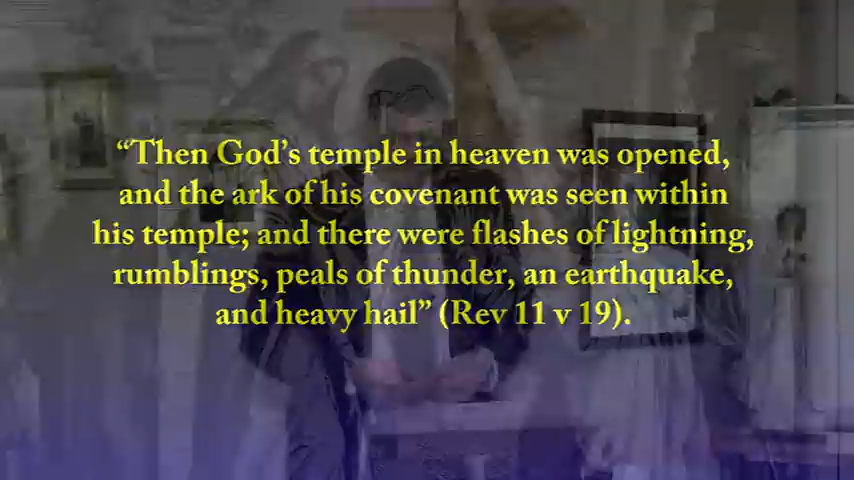 “Then God’s temple in heaven was opened,
and the ark of his covenant was seen within
his temple; and there were flashes of lightning,
rumblings, peals of thunder, an earthquake,
and heavy hail” (Rev 11 v 19).